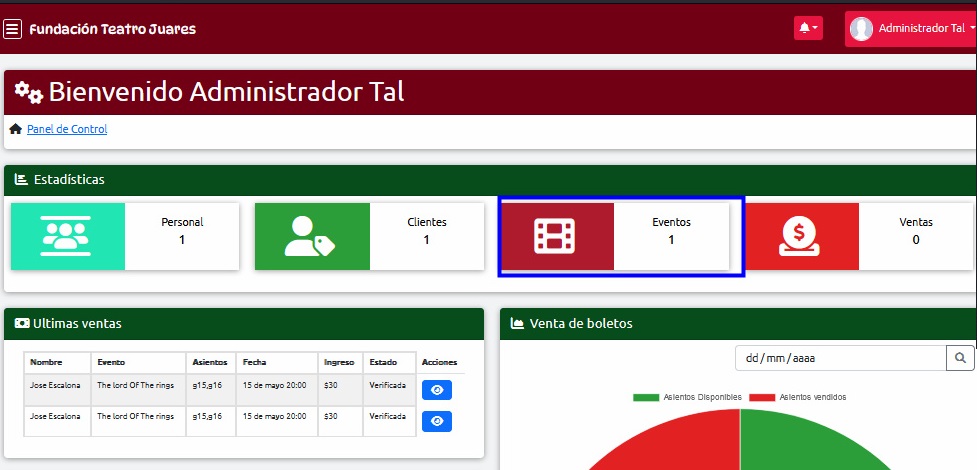 Fundación Teatro Juares
Administrador Tal
Bienvenido Administrador Tal
Panel de Control
Estadísticas
Personal
1
Clientes
1
Eventos
1
Ventas
0
Ultimas ventas
Nombre Evento Asientos Fecha Ingreso Estado Acciones
Jose Escalona The lord Of The rings g15,g16 15 de mayo 20:00 $30 Verificada
Jose Escalona The lord Of The rings g15,g16 15 de mayo 20:00 $30 Verificada
Venta de boletos
dd/mm/aaaa
Asientos Disponibles Asientos vendidos